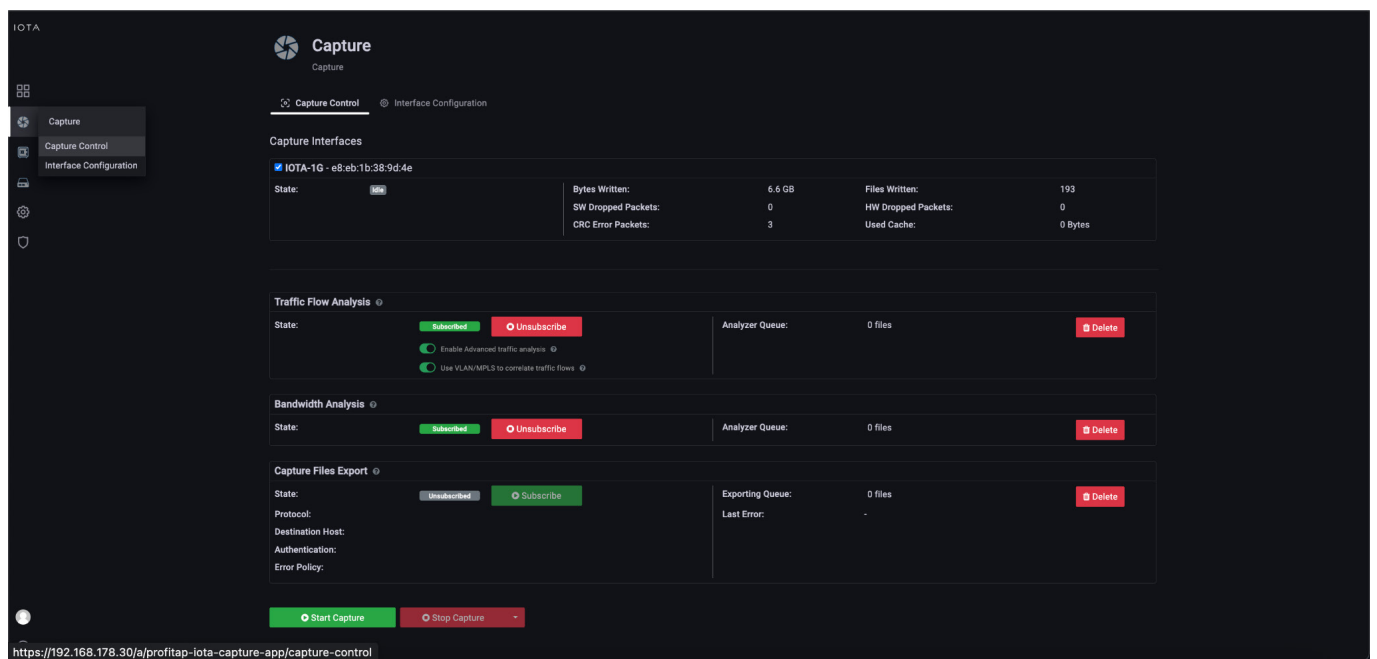 IOTA
Capture
Capture
Capture Control
Interface Configuration
Capture
Capture Control
Interface Configuration
Capture Interfaces
IOTA-1G - e8:eb:1b:38:9d:4e
State: Idle Bytes Written: 6.6 GB Files Written: 193
SW Dropped Packets: 0 HW Dropped Packets: 0
CRC Error Packets: 3 Used Cache: 0 Bytes
Traffic Flow Analysis
State: Subscribed Unsubscribe Analyzer Queue: 0 files Delete
Enable Advanced traffic analysis
Use VLAN/MPLS to correlate traffic flows
Bandwidth Analysis
State: Subscribed Unsubscribe Analyzer Queue: 0 files Delete
Capture Files Export
State: Unsubscribed Subscribe Exporting Queue: 0 files Delete
Protocol: Last Error: -
Destination Host:
Authentication:
Error Policy:
Start Capture Stop Capture
https://192.168.178.30/a/profitap-iota-capture-app/capture-control